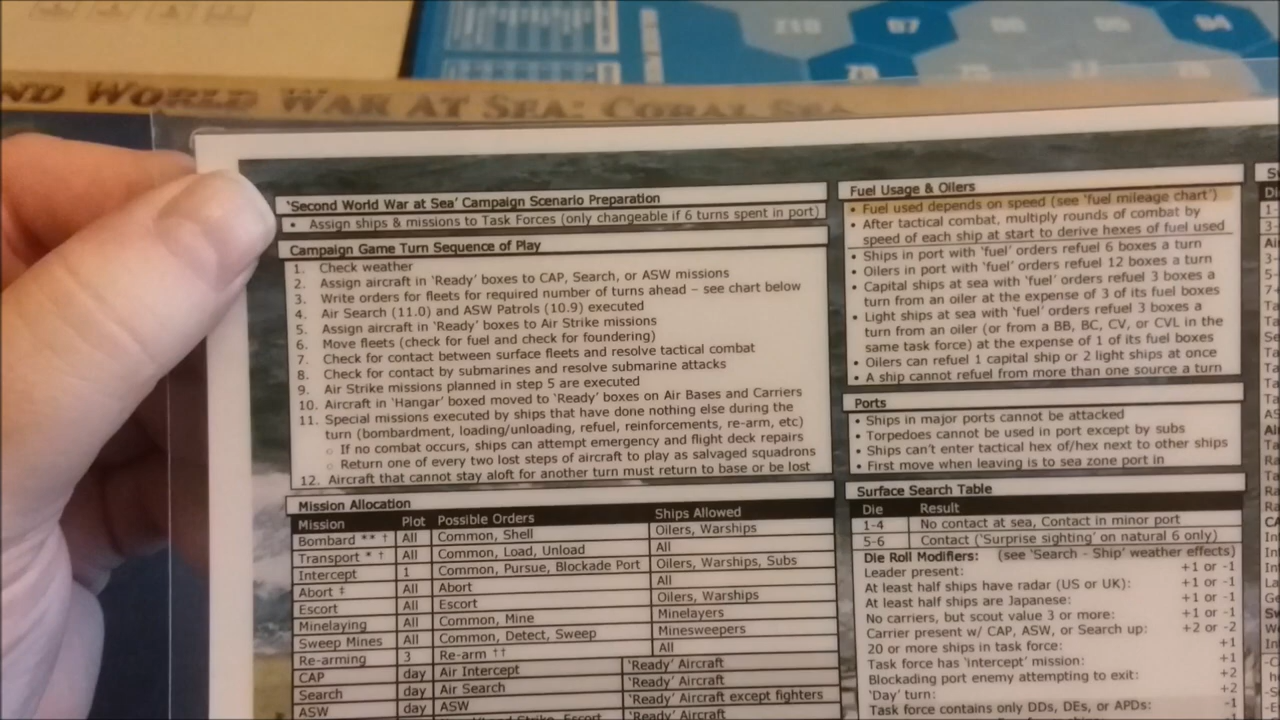 ND WORLD WAR AT SEA: CORAL SEA
'Second World War at Sea' Campaign Scenario Preparation
• Assign ships & missions to Task Forces (only changeable if 6 turns spent in port)
Campaign Game Turn Sequence of Play
1. Check weather
2. Assign aircraft in 'Ready' boxes to CAP, Search, or ASW missions
3. Write orders for fleets for required number of turns ahead – see chart below
4. Air Search (11.0) and ASW Patrols (10.9) executed
5. Assign aircraft in 'Ready' boxes to Air Strike missions
6. Move fleets (check for fuel and check for foundering)
7. Check for contact between surface fleets and resolve tactical combat
8. Check for contact by submarines and resolve submarine attacks
9. Air Strike missions planned in step 5 are executed
10. Aircraft in 'Hangar' boxed moved to 'Ready' boxes on Air Bases and Carriers
11. Special missions executed by ships that have done nothing else during the
turn (bombardment, loading/unloading, refuel, reinforcements, re-arm, etc)
○ If no combat occurs, ships can attempt emergency and flight deck repairs
○ Return one of every two lost steps of aircraft to play as salvaged squadrons
12. Aircraft that cannot stay aloft for another turn must return to base or be lost
Mission Allocation
Mission Plot Possible Orders Ships Allowed
Bombard ** † All Common, Shell Oilers, Warships
Transport * † All Common, Load, Unload All
Intercept 1 Common, Pursue, Blockade Port Oilers, Warships, Subs
Abort ‡ All Abort All
Escort All Escort Oilers, Warships
Minelaying All Common, Mine Minelayers
Sweep Mines All Common, Detect, Sweep Minesweepers
Re-arming 3 Re-arm †† All
CAP day Air Intercept 'Ready' Aircraft
Search day Air Search 'Ready' Aircraft
ASW day ASW 'Ready' Aircraft except fighters
Strike, Escort 'Ready' Aircraft
Fuel Usage & Oilers
• Fuel used depends on speed (see 'fuel mileage chart')
• After tactical combat, multiply rounds of combat by
speed of each ship at start to derive hexes of fuel used
• Ships in port with 'fuel' orders refuel 6 boxes a turn
• Oilers in port with 'fuel' orders refuel 12 boxes a turn
• Capital ships at sea with 'fuel' orders refuel 3 boxes a
turn from an oiler at the expense of 3 of its fuel boxes
• Light ships at sea with 'fuel' orders refuel 3 boxes a
turn from an oiler (or from a BB, BC, CV, or CVL in the
same task force) at the expense of 1 of its fuel boxes
• Oilers can refuel 1 capital ship or 2 light ships at once
• A ship cannot refuel from more than one source a turn
Ports
• Ships in major ports cannot be attacked
• Torpedoes cannot be used in port except by subs
• Ships can't enter tactical hex of/hex next to other ships
• First move when leaving is to sea zone port in
Surface Search Table
Die Result
1-4 No contact at sea, Contact in minor port
5-6 Contact ('Surprise sighting' on natural 6 only)
Die Roll Modifiers: (see 'Search - Ship' weather effects)
Leader present: +1 or -1
At least half ships have radar (US or UK): +1 or -1
At least half ships are Japanese: +1 or -1
No carriers, but scout value 3 or more: +1 or -1
Carrier present w/ CAP, ASW, or Search up: +2 or -2
20 or more ships in task force: +1
Task force has 'intercept' mission: +1
Blockading port enemy attempting to exit: +2
'Day' turn: +2
Task force contains only DDs, DEs, or APDs: -1